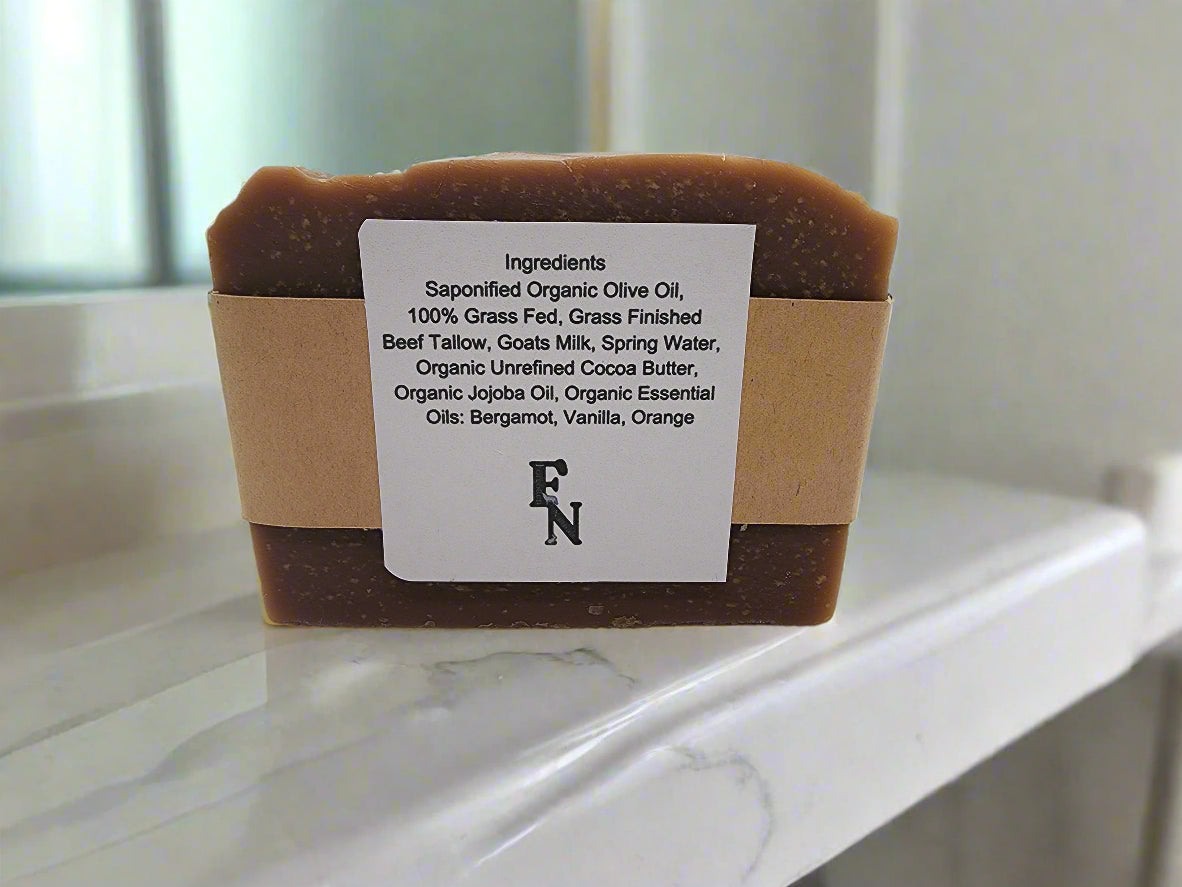 Ingredients
Saponified Organic Olive Oil,
100% Grass Fed, Grass Finished
Beef Tallow, Goats Milk, Spring Water,
Organic Unrefined Cocoa Butter,
Organic Jojoba Oil, Organic Essential
Oils: Bergamot, Vanilla, Orange
F
N